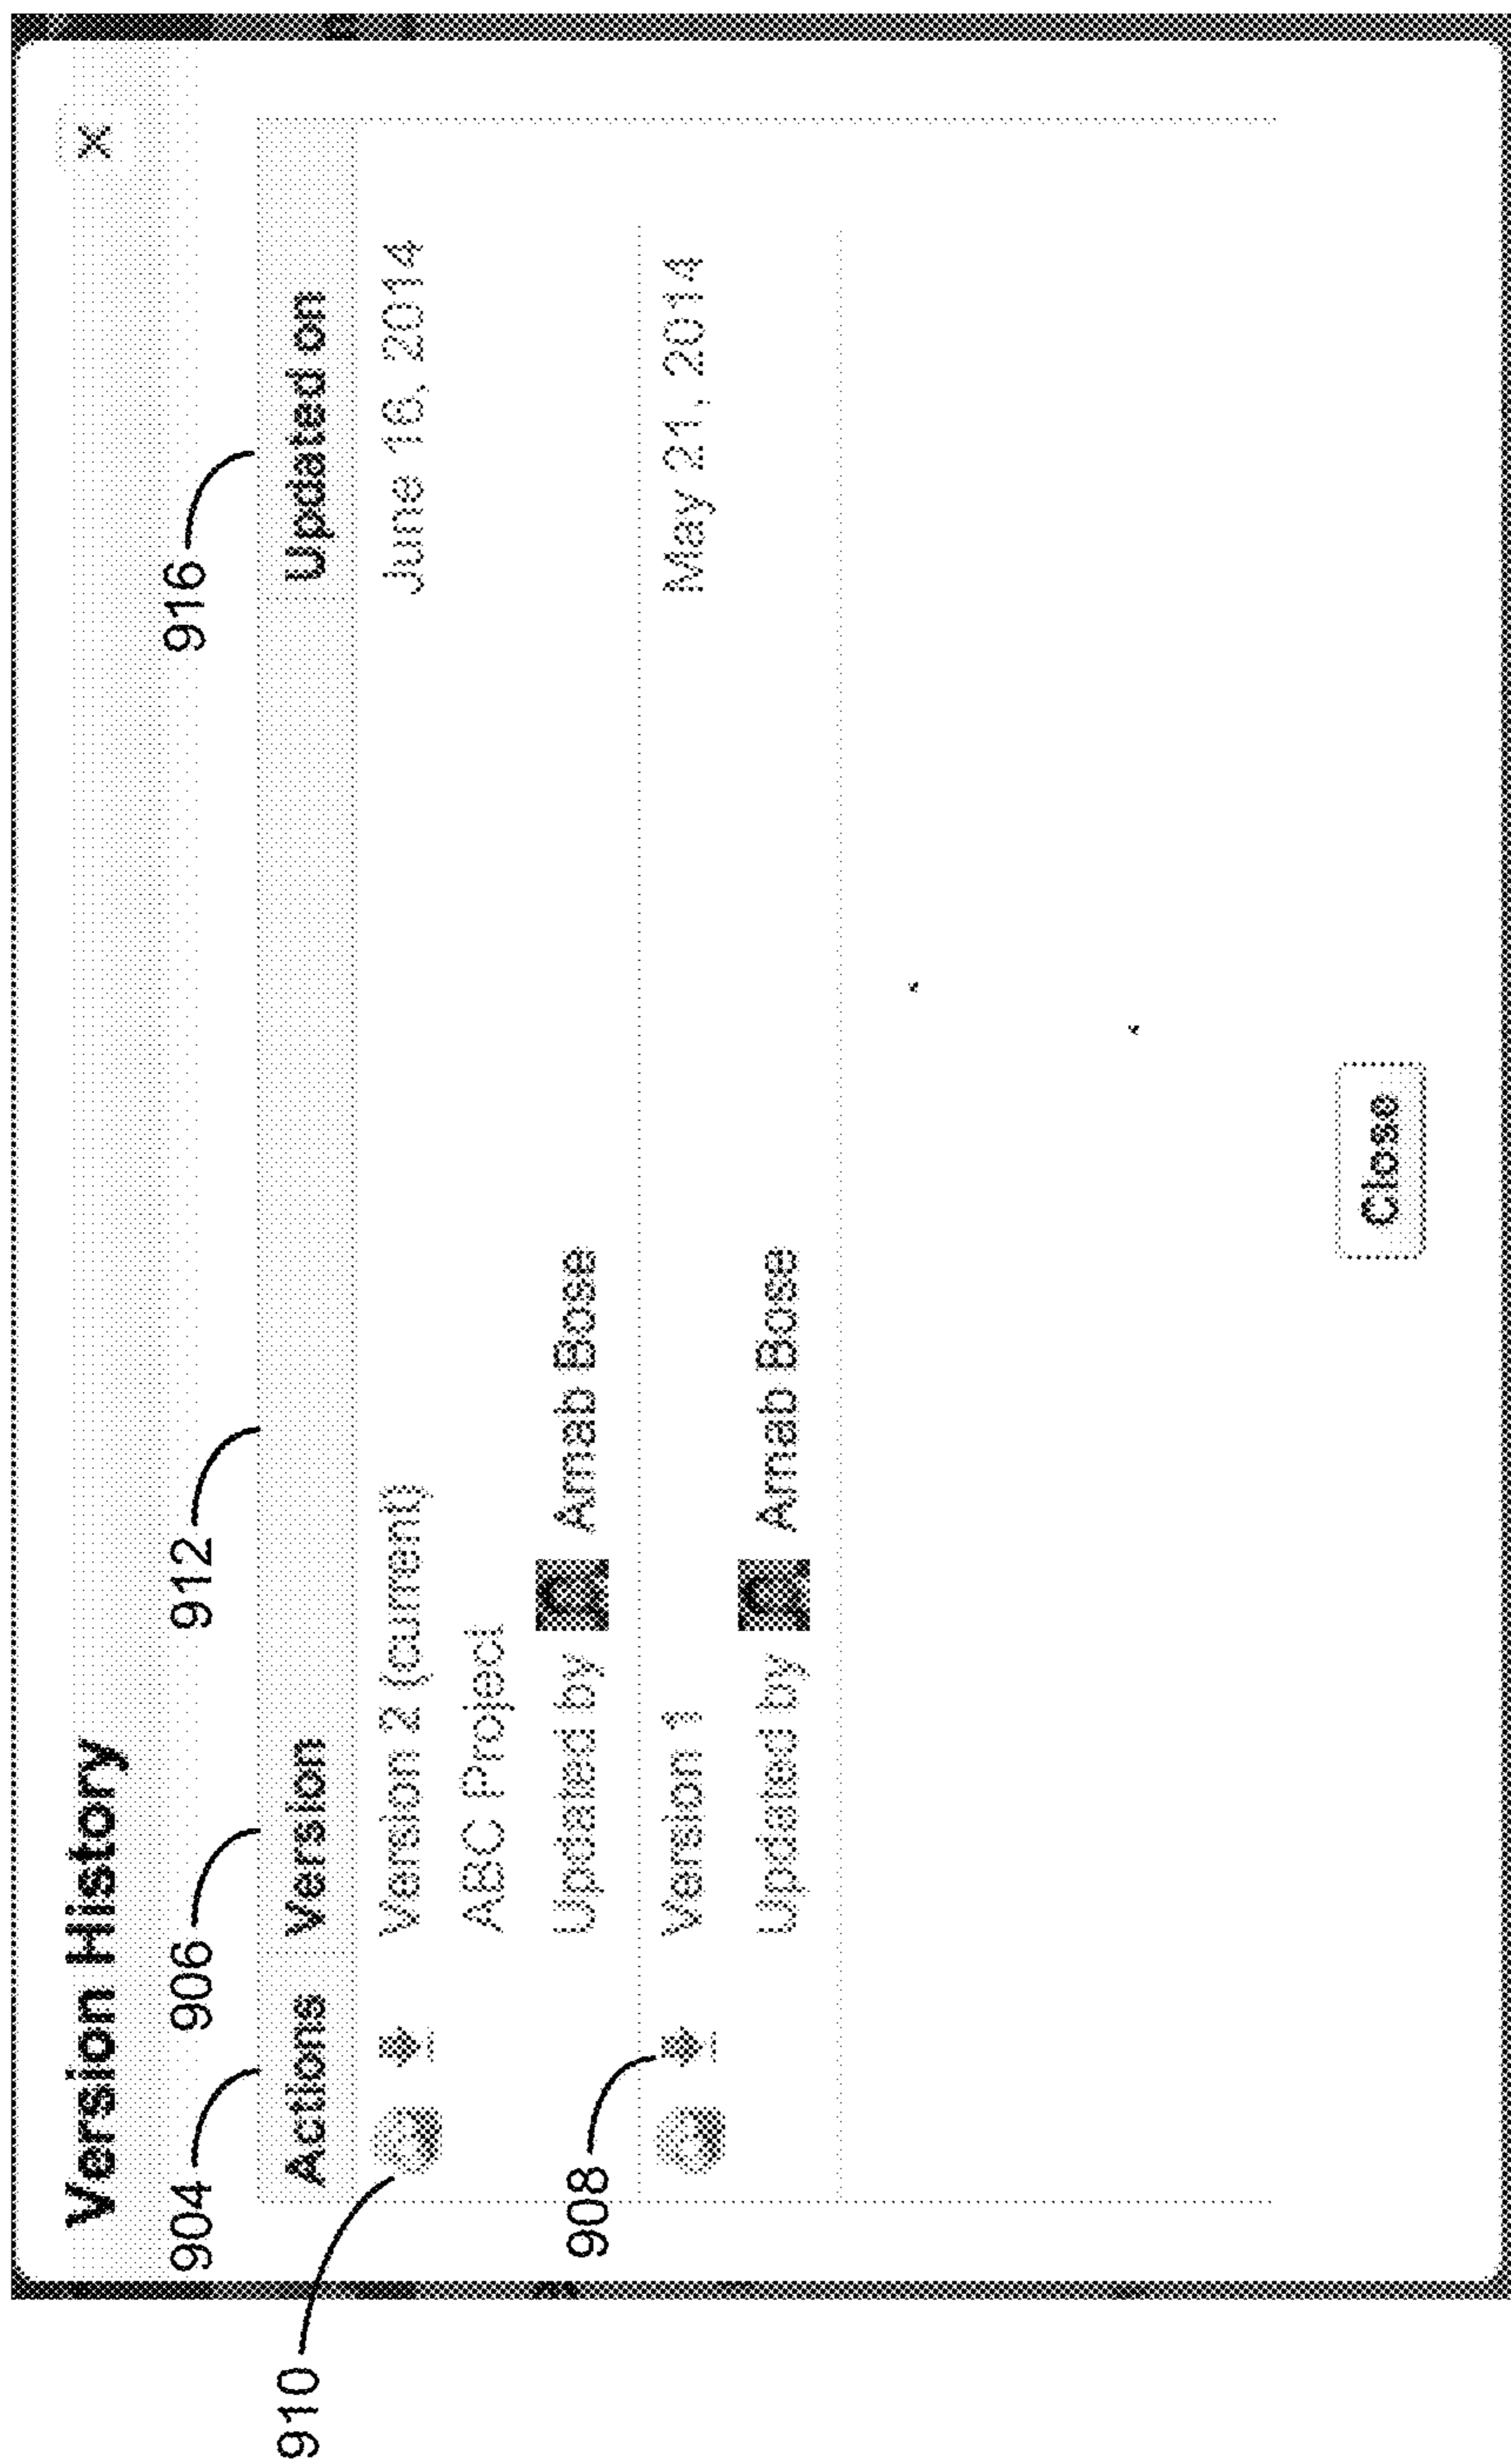 Version History X
904 906 912 916
Actions Version Updated on
910
Version 2 (current) June 16, 2014
ABC Project
Updated by Arnab Bose
908
Version 1 May 21, 2014
Updated by Arnab Bose
Close